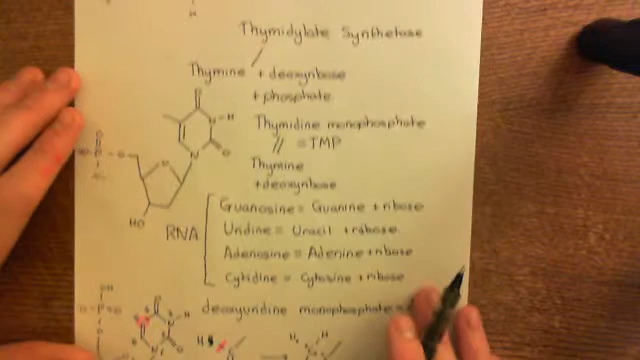 Thymidylate Synthetase
Thymine + deoxyribose
+ phosphate
Thymidine monophosphate
= TMP
Thymine
+ deoxyribose
O
N-H
N
O
O
O
HO
RNA
Guanosine = Guanine + ribose
Uridine = Uracil + ribose
Adenosine = Adenine + ribose
Cytidine = Cytosine + ribose
deoxyuridine monophosphate =